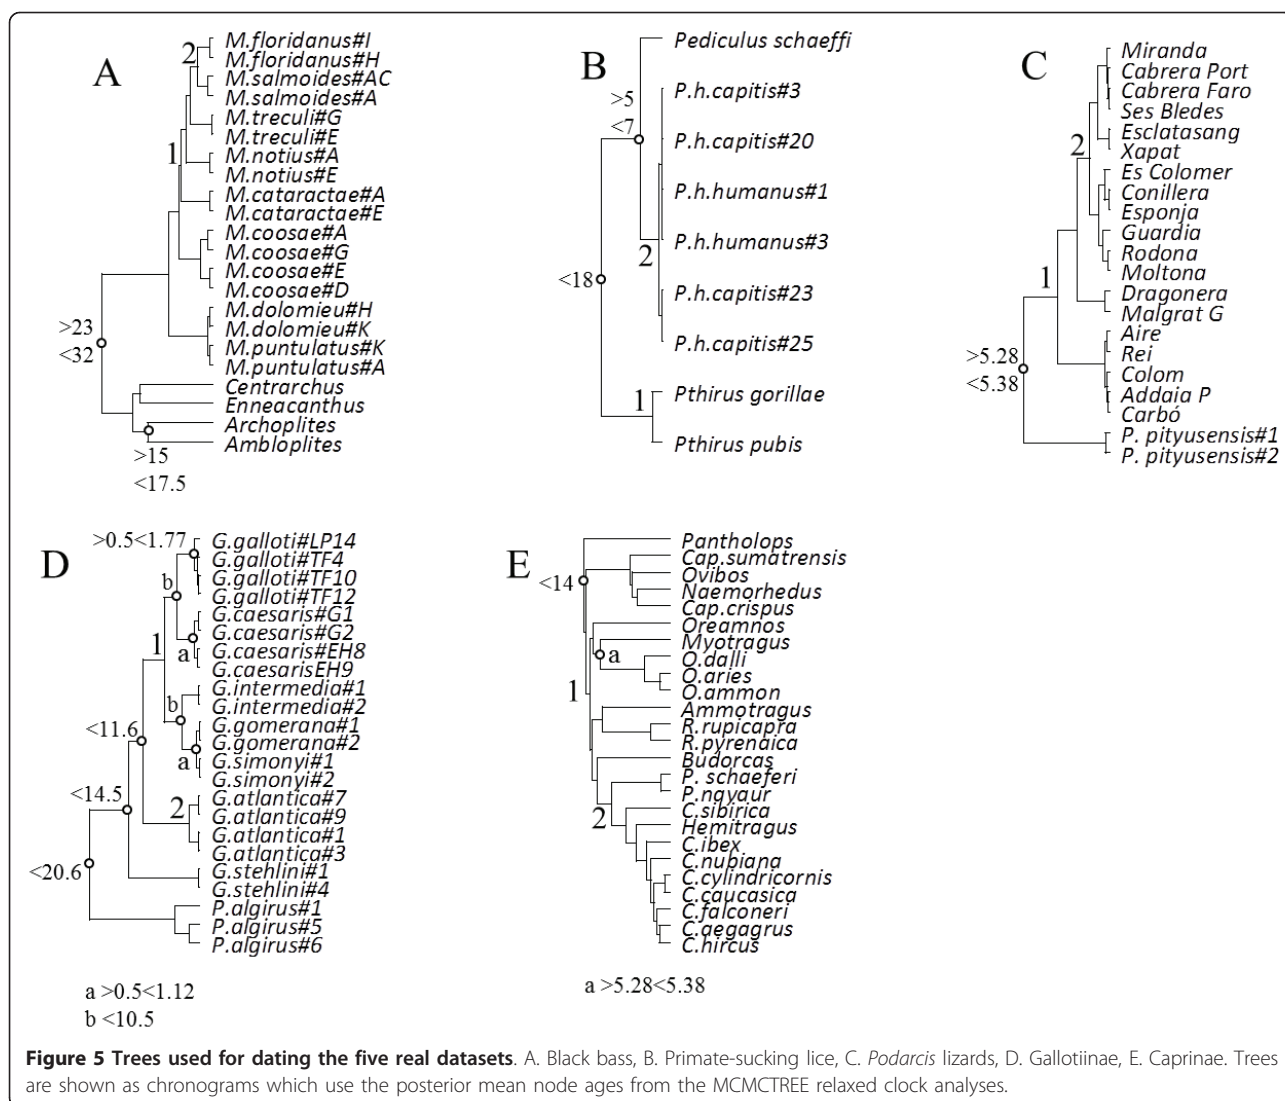 A
2
1
>23
<32
>15
<17.5
M.floridanus#I
M.floridanus#H
M.salmoides#AC
M.salmoides#A
M.treculi#G
M.treculi#E
M.notius#A
M.notius#E
M.cataractae#A
M.cataractae#E
M.coosae#A
M.coosae#G
M.coosae#E
M.coosae#D
M.dolomieu#H
M.dolomieu#K
M.puntulatus#K
M.puntulatus#A
Centrarchus
Enneacanthus
Archoplites
Ambloplites
B
>5
<7
<18
2
1
Pediculus schaeffi
P.h.capitis#3
P.h.capitis#20
P.h.humanus#1
P.h.humanus#3
P.h.capitis#23
P.h.capitis#25
Pthirus gorillae
Pthirus pubis
C
2
1
>5.28
<5.38
Miranda
Cabrera Port
Cabrera Faro
Ses Bledes
Esclatasang
Xapat
Es Colomer
Conillera
Esponja
Guardia
Rodona
Moltona
Dragonera
Malgrat G
Aire
Rei
Colom
Addaia P
Carbó
P. pityusensis#1
P. pityusensis#2
D
>0.5<1.77
b
1
a
b
<11.6
a
<14.5
2
<20.6
G.galloti#LP14
G.galloti#TF4
G.galloti#TF10
G.galloti#TF12
G.caesaris#G1
G.caesaris#G2
G.caesaris#EH8
G.caesarisEH9
G.intermedia#1
G.intermedia#2
G.gomerana#1
G.gomerana#2
G.simonyi#1
G.simonyi#2
G.atlantica#7
G.atlantica#9
G.atlantica#1
G.atlantica#3
G.stehlini#1
G.stehlini#4
P.algirus#1
P.algirus#5
P.algirus#6
a >0.5<1.12
b <10.5
E
<14
a
1
2
Pantholops
Cap.sumatrensis
Ovibos
Naemorhedus
Cap.crispus
Oreamnos
Myotragus
O.dalli
O.aries
O.ammon
Ammotragus
R.rupicapra
R.pyrenaica
Budorcas
P. schaeferi
P.nayaur
C.sibirica
Hemitragus
C.ibex
C.nubiana
C.cylindricornis
C.caucasica
C.falconeri
C.aegagrus
C.hircus
a >5.28<5.38
Figure 5 Trees used for dating the five real datasets. A. Black bass, B. Primate-sucking lice, C. Podarcis lizards, D. Gallotiinae, E. Caprinae. Trees
are shown as chronograms which use the posterior mean node ages from the MCMCTREE relaxed clock analyses.